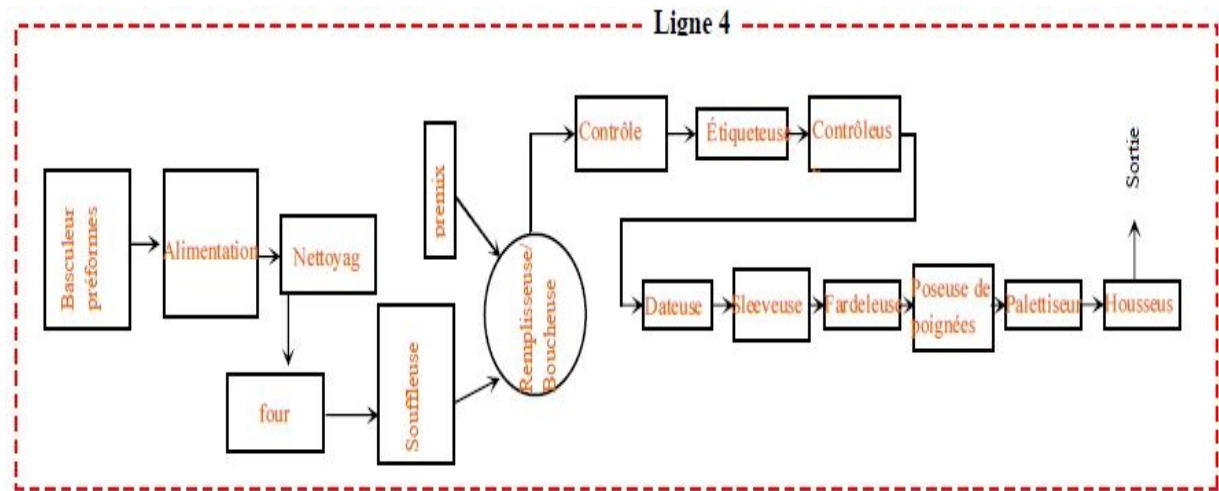 Ligne 4
Basculeur
préformes
Alimentation
Nettoyag
four
Souffleuse
premix
Remplisseuse/
Boucheuse
Contrôle
Étiqueteuse
Contrôleus
Dateuse
Sleeveuse
Fardeleuse
Poseuse de
poignées
Palettiseur
Housseus
Sortie